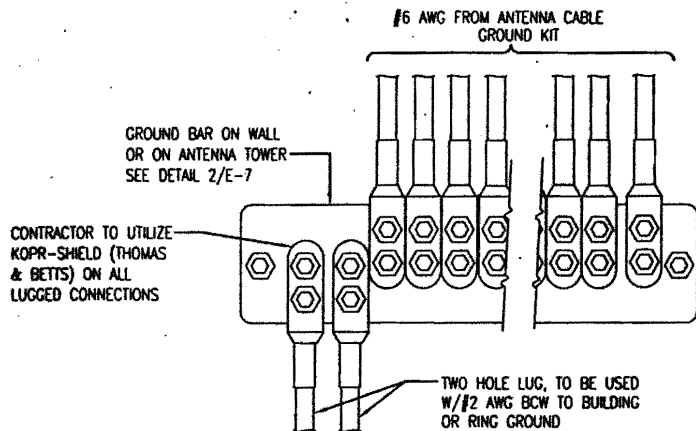 #6 AWG FROM ANTENNA CABLE
GROUND KIT
GROUND BAR ON WALL
OR ON ANTENNA TOWER
SEE DETAIL 2/E-7
CONTRACTOR TO UTILIZE
KOPR-SHIELD (THOMAS
& BETTS) ON ALL
LUGGED CONNECTIONS
TWO HOLE LUG, TO BE USED
W/#2 AWG BCW TO BUILDING
OR RING GROUND